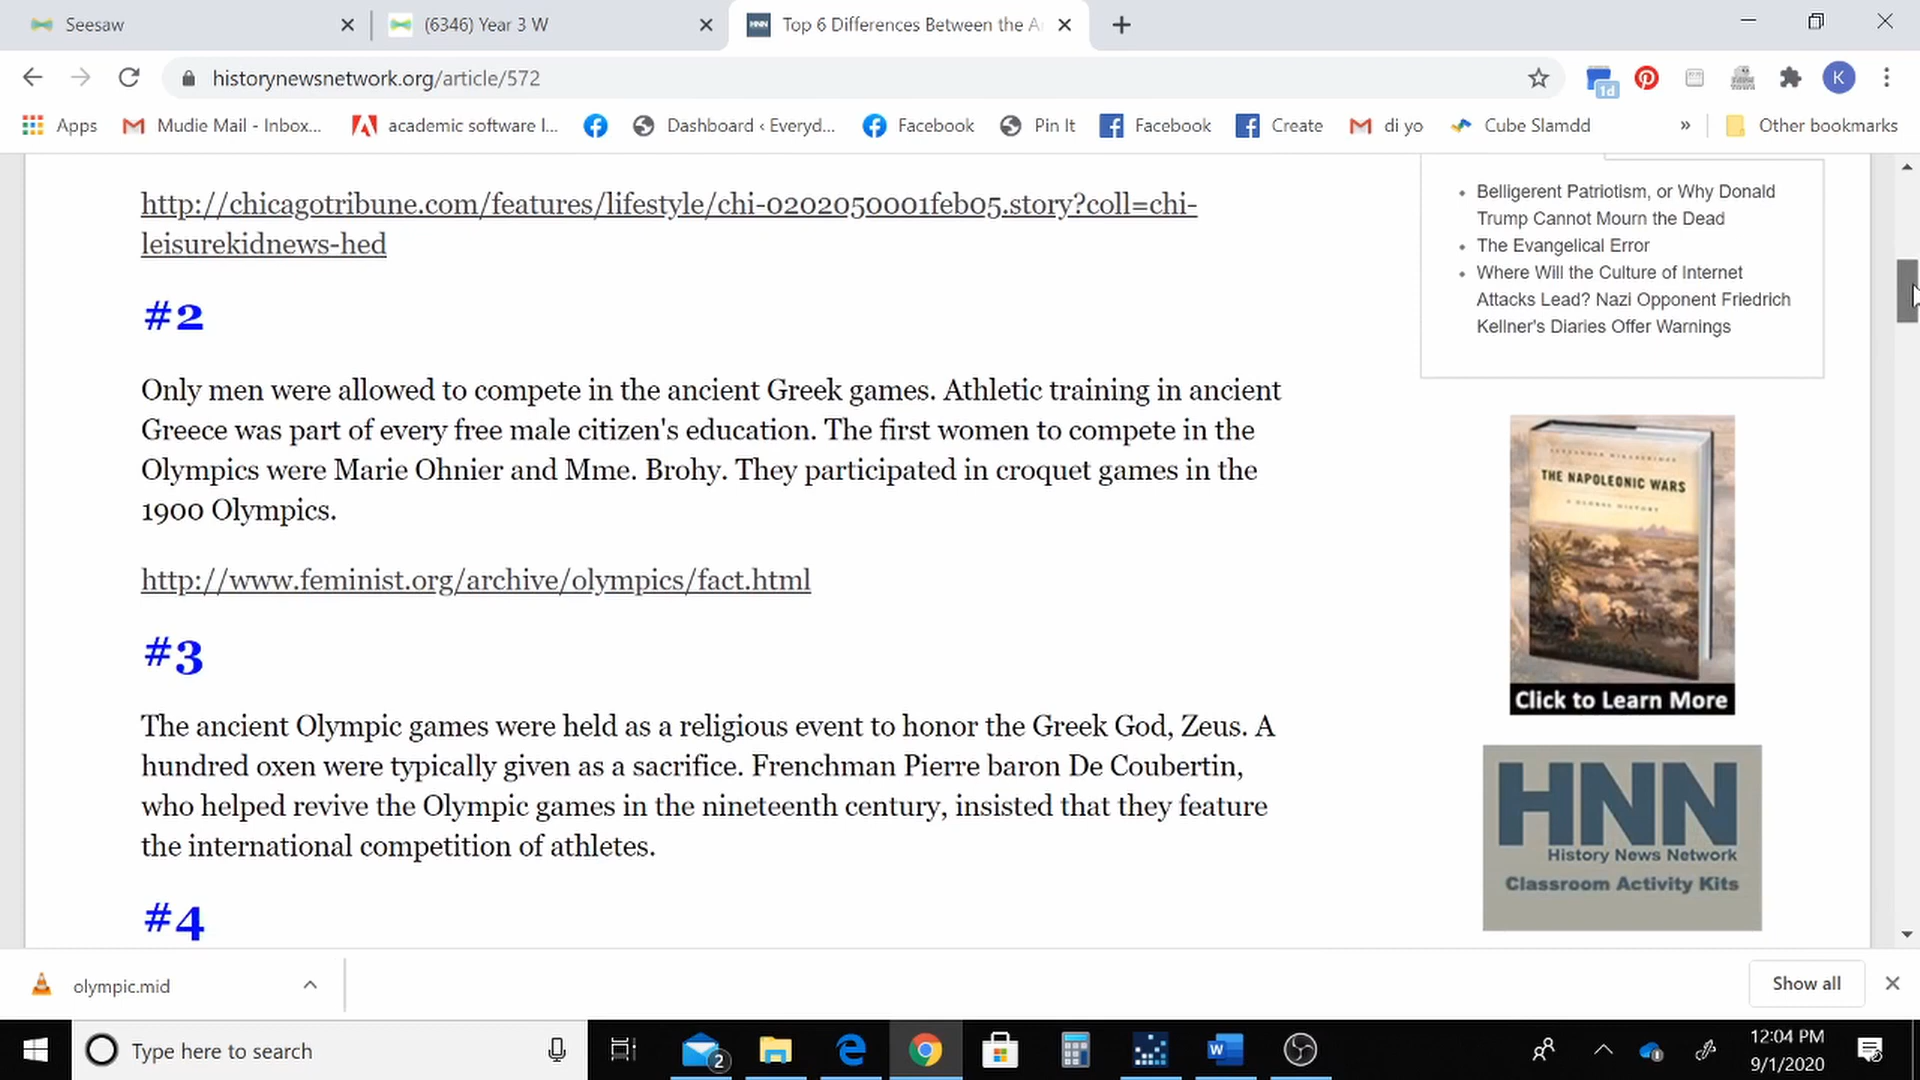 Seesaw
(6346) Year 3 W
HNN
Top 6 Differences Between the A
historynewsnetwork.org/article/572
1d
K
Apps
Mudie Mail - Inbox...
academic software l...
Dashboard ‹ Everyd...
Facebook
Pin It
Facebook
Create
di yo
Cube Slamdd
»
Other bookmarks
http://chicagotribune.com/features/lifestyle/chi-0202050001feb05.story?coll=chi-
leisurekidnews-hed
#2
Only men were allowed to compete in the ancient Greek games. Athletic training in ancient
Greece was part of every free male citizen's education. The first women to compete in the
Olympics were Marie Ohnier and Mme. Brohy. They participated in croquet games in the
1900 Olympics.
http://www.feminist.org/archive/olympics/fact.html
#3
The ancient Olympic games were held as a religious event to honor the Greek God, Zeus. A
hundred oxen were typically given as a sacrifice. Frenchman Pierre baron De Coubertin,
who helped revive the Olympic games in the nineteenth century, insisted that they feature
the international competition of athletes.
#4
Belligerent Patriotism, or Why Donald
Trump Cannot Mourn the Dead
The Evangelical Error
Where Will the Culture of Internet
Attacks Lead? Nazi Opponent Friedrich
Kellner's Diaries Offer Warnings
THE NAPOLEONIC WARS
A GLOBAL HISTORY
Click to Learn More
HNN
History News Network
Classroom Activity Kits
olympic.mid
Show all
Type here to search
2
W
12:04 PM
9/1/2020